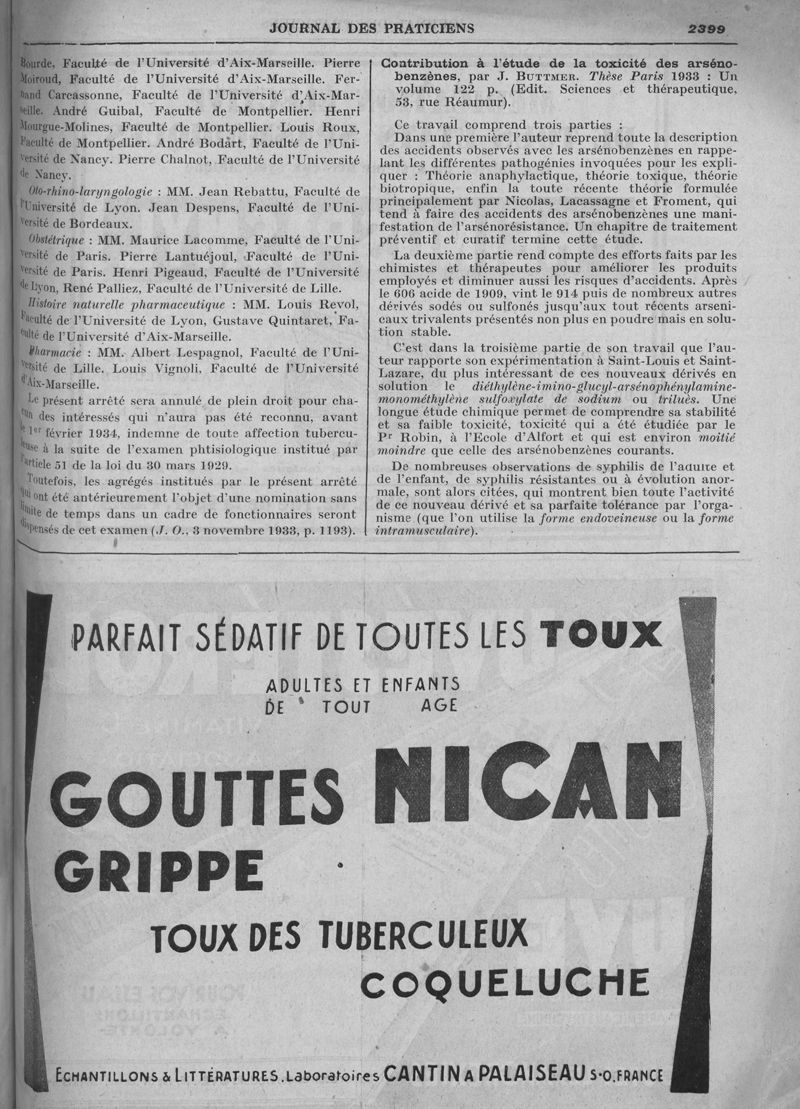 JOURNAL DES PRATICIENS 2399
Bourde, Faculté de l'Université d'Aix-Marseille. Pierre
Moiroud, Faculté de l'Université d'Aix-Marseille. Fer-
nand Carcassonne, Faculté de l'Université d'Aix-Mar-
seille. André Guibal, Faculté de Montpellier. Henri
Mourgue-Molines, Faculté de Montpellier. Louis Roux,
Faculté de Montpellier. André Bodart, Faculté de l'Uni-
versité de Nancy. Pierre Chalnot, Faculté de l'Université
de Nancy.
Oto-rhino-laryngologie : MM. Jean Rebattu, Faculté de
l'Université de Lyon. Jean Despens, Faculté de l'Uni-
versité de Bordeaux.
Obstétrique : MM. Maurice Lacomme, Faculté de l'Uni-
versité de Paris. Pierre Lantuéjoul, Faculté de l'Uni-
versité de Paris. Henri Pigeaud, Faculté de l'Université
de Lyon, René Palliez, Faculté de l'Université de Lille.
Histoire naturelle pharmaceutique : MM. Louis Revol,
Faculté de l'Université de Lyon, Gustave Quintaret, Fa-
culté de l'Université d'Aix-Marseille.
Pharmacie : MM. Albert Lespagnol, Faculté de l'Uni-
versité de Lille. Louis Vignoli, Faculté de l'Université
d'Aix-Marseille.
Le présent arrêté sera annulé de plein droit pour cha-
cun des intéressés qui n'aura pas été reconnu, avant
le 1er février 1934, indemne de toute affection tubercu-
leuse à la suite de l'examen phtisiologique institué par
l'article 51 de la loi du 30 mars 1929.
Toutefois, les agrégés institués par le présent arrêté
qui ont été antérieurement l'objet d'une nomination sans
limite de temps dans un cadre de fonctionnaires seront
dispensés de cet examen (J. O., 3 novembre 1933, p. 1193).
Contribution à l'étude de la toxicité des arséno-
benzènes, par J. BUTTMER. Thèse Paris 1933 : Un
volume 122 p. (Edit. Sciences et thérapeutique,
53, rue Réaumur).
Ce travail comprend trois parties :
Dans une première l'auteur reprend toute la description
des accidents observés avec les arsénobenzènes en rappe-
lant les différentes pathogénies invoquées pour les expli-
quer : Théorie anaphylactique, théorie toxique, théorie
biotropique, enfin la toute récente théorie formulée
principalement par Nicolas, Lacassagne et Froment, qui
tend à faire des accidents des arsénobenzènes une mani-
festation de l'arsénorésistance. Un chapitre de traitement
préventif et curatif termine cette étude.
La deuxième partie rend compte des efforts faits par les
chimistes et thérapeutes pour améliorer les produits
employés et diminuer aussi les risques d'accidents. Après
le 606 acide de 1909, vint le 914 puis de nombreux autres
dérivés sodés ou sulfonés jusqu'aux tout récents arseni-
caux trivalents présentés non plus en poudre mais en solu-
tion stable.
C'est dans la troisième partie de son travail que l'au-
teur rapporte son expérimentation à Saint-Louis et Saint-
Lazare, du plus intéressant de ces nouveaux dérivés en
solution le diéthylène-imino-glucyl-arsénophénylamine-
monométhylène sulfoxylate de sodium ou trilués. Une
longue étude chimique permet de comprendre sa stabilité
et sa faible toxicité, toxicité qui a été étudiée par le
Pr Robin, à l'Ecole d'Alfort et qui est environ moitié
moindre que celle des arsénobenzènes courants.
De nombreuses observations de syphilis de l'adulte et
de l'enfant, de syphilis résistantes ou à évolution anor-
male, sont alors citées, qui montrent bien toute l'activité
de ce nouveau dérivé et sa parfaite tolérance par l'orga-
nisme (que l'on utilise la forme endoveineuse ou la forme
intramusculaire).
PARFAIT SÉDATIF DE TOUTES LES TOUX
ADULTES ET ENFANTS
DE TOUT AGE
GOUTTES NICAN
GRIPPE
TOUX DES TUBERCULEUX
COQUELUCHE
ECHANTILLONS & LITTÉRATURES. Laboratoires CANTIN A PALAISEAU S.O. FRANCE